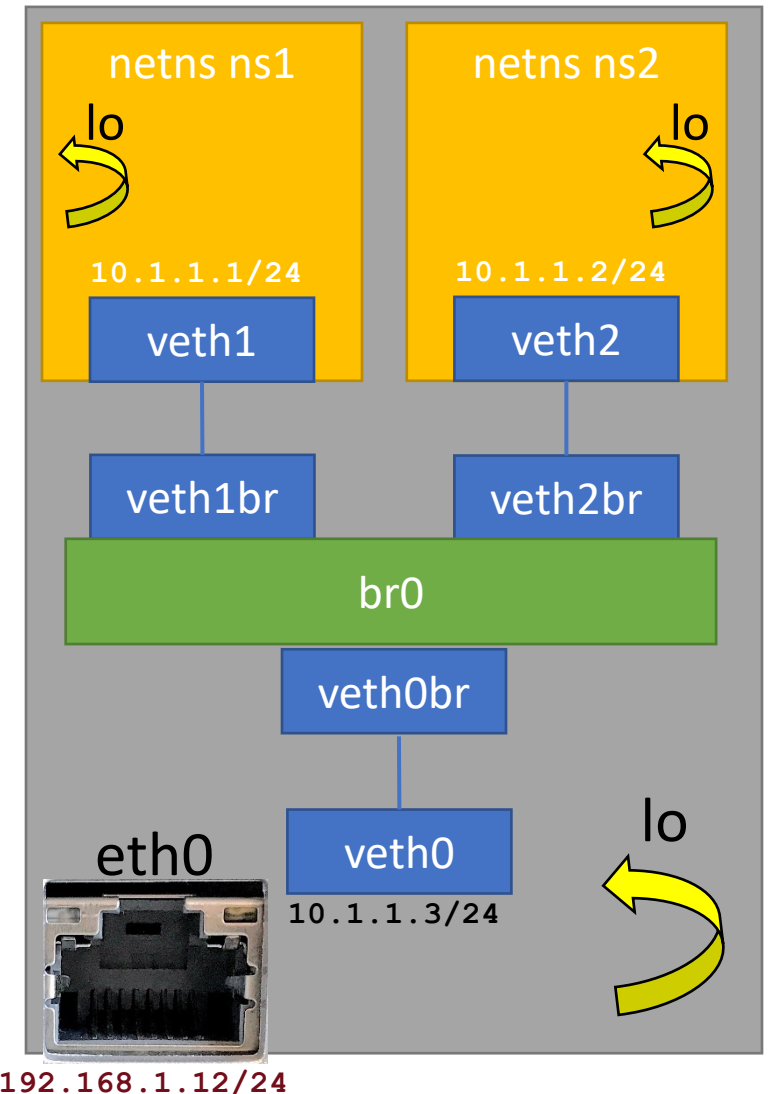 netns ns1
netns ns2
lo
lo
10.1.1.1/24
10.1.1.2/24
veth1
veth2
veth1br
veth2br
br0
veth0br
lo
eth0
veth0
10.1.1.3/24
192.168.1.12/24